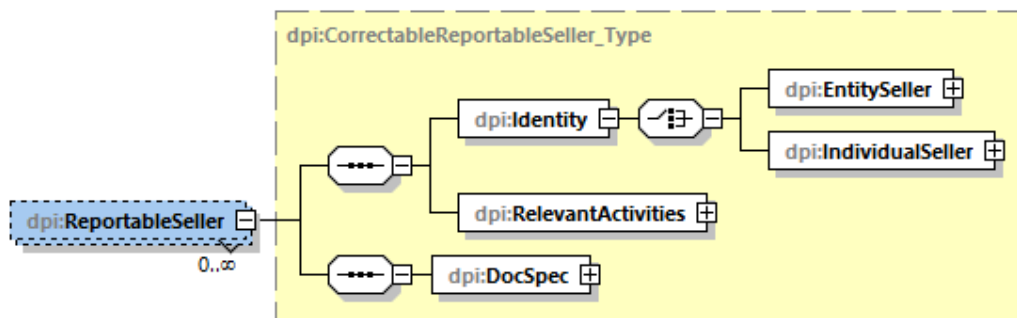 dpi:CorrectableReportableSeller_Type
dpi:EntitySeller
dpi:Identity
dpi:IndividualSeller
dpi:RelevantActivities
dpi:ReportableSeller
0..∞
dpi:DocSpec